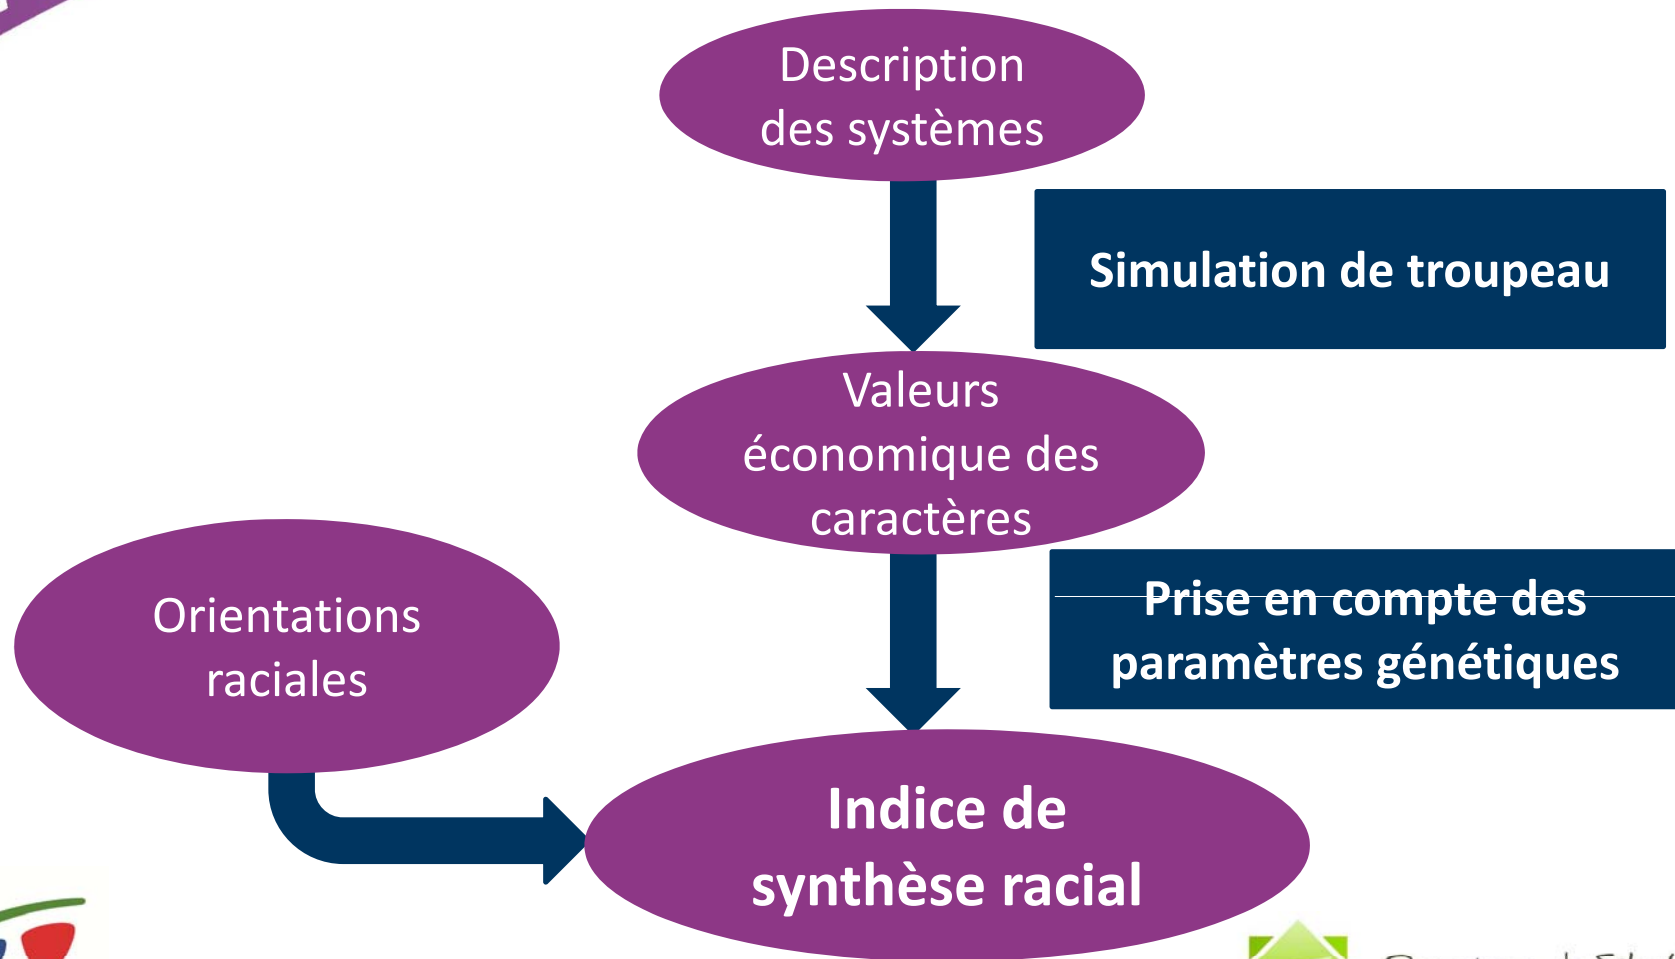 Description
des systèmes
Simulation de troupeau
Valeurs
économique des
caractères
Prise en compte des
paramètres génétiques
Orientations
raciales
Indice de
synthèse racial